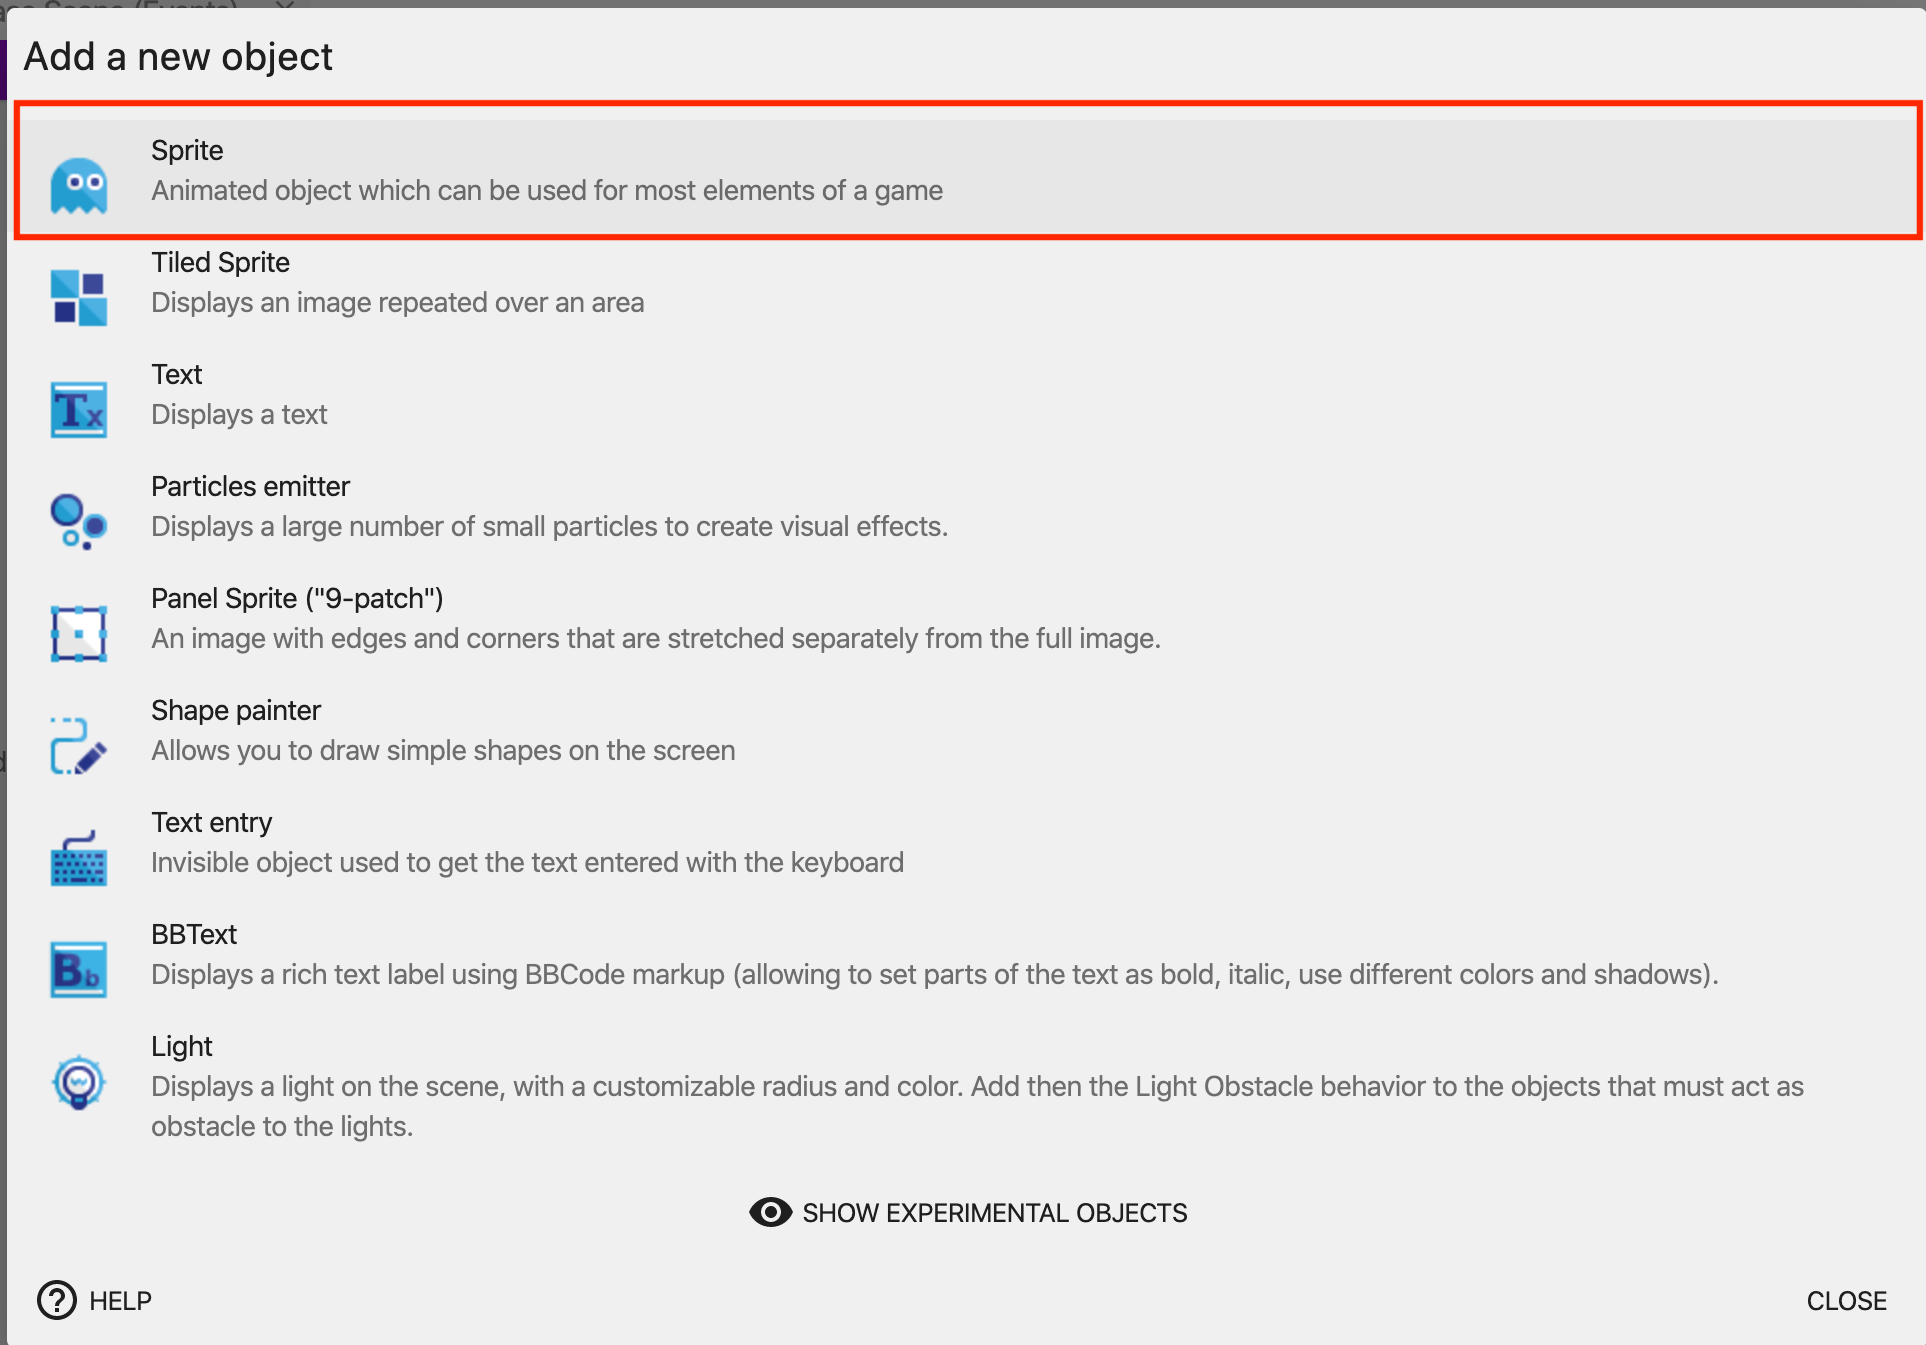 Add a new object
Sprite
Animated object which can be used for most elements of a game
Tiled Sprite
Displays an image repeated over an area
Tx
Text
Displays a text
Particles emitter
Displays a large number of small particles to create visual effects.
Panel Sprite ("9-patch")
An image with edges and corners that are stretched separately from the full image.
Shape painter
Allows you to draw simple shapes on the screen
Text entry
Invisible object used to get the text entered with the keyboard
Bb
BBText
Displays a rich text label using BBCode markup (allowing to set parts of the text as bold, italic, use different colors and shadows).
Light
Displays a light on the scene, with a customizable radius and color. Add then the Light Obstacle behavior to the objects that must act as
obstacle to the lights.
SHOW EXPERIMENTAL OBJECTS
? HELP
CLOSE